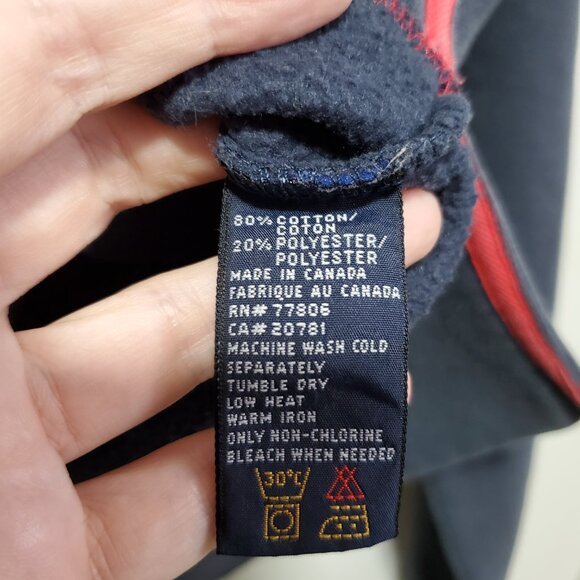 80% COTTON/
COTON
20% POLYESTER/
POLYESTER
MADE IN CANADA
FABRIQUE AU CANADA
RN# 77806
CA# 20781
MACHINE WASH COLD
SEPARATELY
TUMBLE DRY
LOW HEAT
WARM IRON
ONLY NON-CHLORINE
BLEACH WHEN NEEDED
30°C